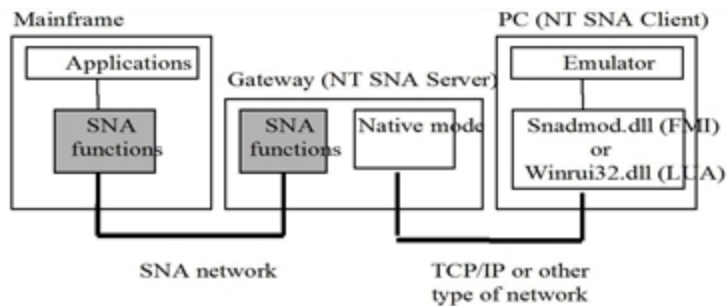 Mainframe
Applications
SNA
functions
Gateway (NT SNA Server)
SNA
functions
Native mode
PC (NT SNA Client)
Emulator
Snadmod.dll (FMI)
or
Winrui32.dll (LUA)
SNA network
TCP/IP or other
type of network